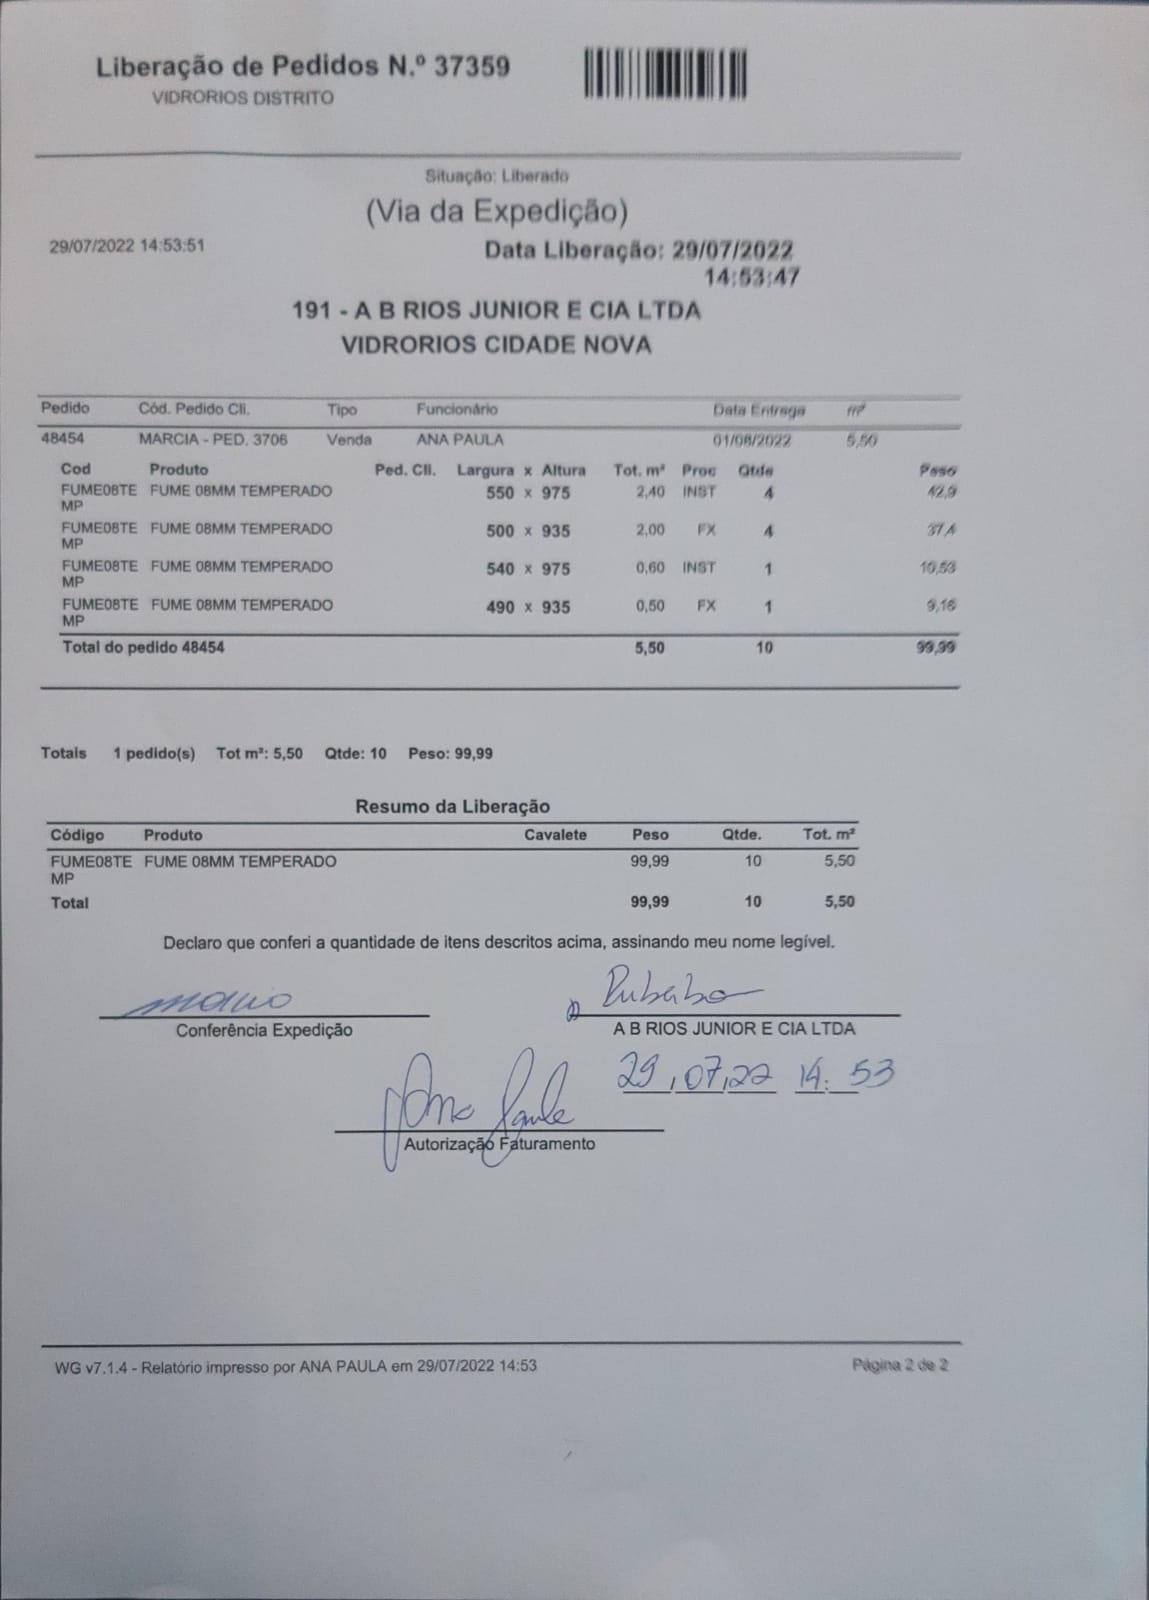 Liberação de Pedidos N.º 37359
VIDRORIOS DISTRITO
Situação: Liberado
(Via da Expedição)
29/07/2022 14:53:51
Data Liberação: 29/07/2022
14:53:47
191 - A B RIOS JUNIOR E CIA LTDA
VIDRORIOS CIDADE NOVA
Pedido Cód. Pedido Cli. Tipo Funcionário Data Entrega m²
48454 MARCIA - PED. 3706 Venda ANA PAULA 01/08/2022 5,50
Cod Produto Ped. Cli. Largura x Altura Tot. m² Proc Qtde Peso
FUME08TE FUME 08MM TEMPERADO 550 x 975 2,40 INST 4 42,9
MP
FUME08TE FUME 08MM TEMPERADO 500 x 935 2,00 FX 4 37,4
MP
FUME08TE FUME 08MM TEMPERADO 540 x 975 0,60 INST 1 10,53
MP
FUME08TE FUME 08MM TEMPERADO 490 x 935 0,50 FX 1 9,16
MP
Total do pedido 48454 5,50 10 99,99
Totais 1 pedido(s) Tot m²: 5,50 Qtde: 10 Peso: 99,99
Resumo da Liberação
Código Produto Cavalete Peso Qtde. Tot. m²
FUME08TE FUME 08MM TEMPERADO 99,99 10 5,50
MP
Total 99,99 10 5,50
Declaro que conferi a quantidade de itens descritos acima, assinando meu nome legível.
Conferência Expedição
A B RIOS JUNIOR E CIA LTDA
29,07,22 14:53
Ana Paula
Autorização Faturamento
WG v7.1.4 - Relatório impresso por ANA PAULA em 29/07/2022 14:53
Página 2 de 2